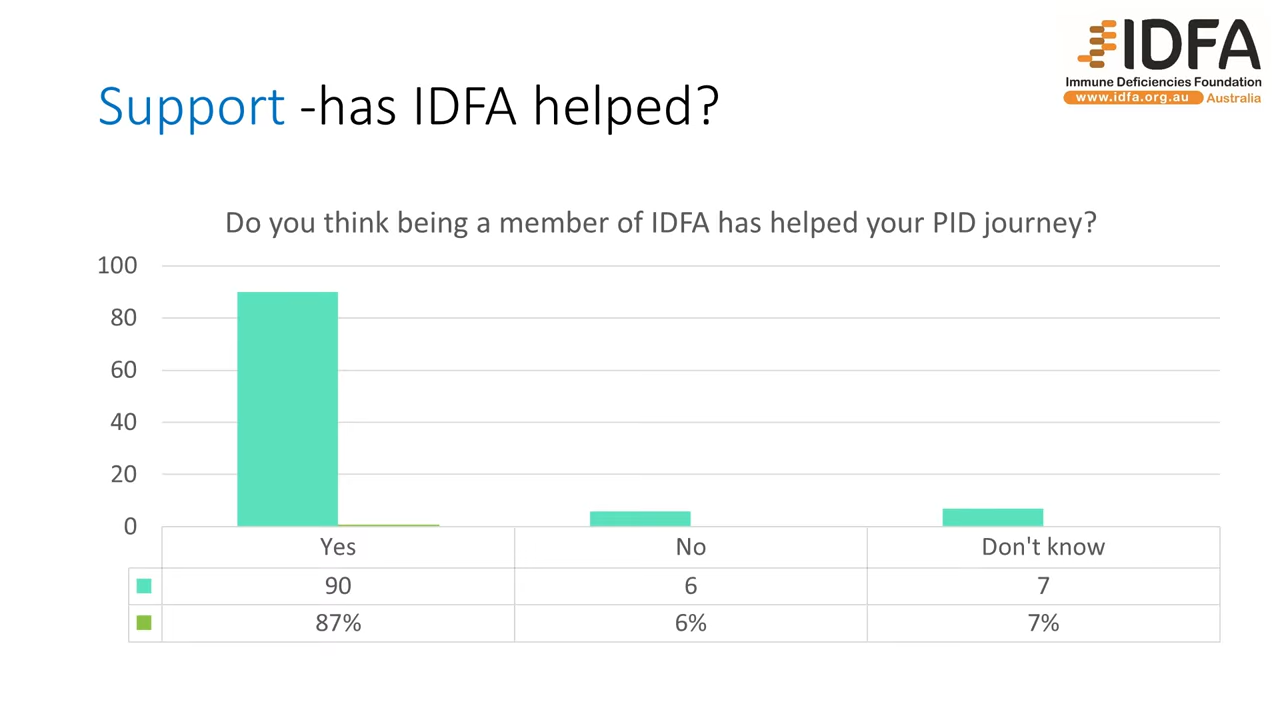 IDFA
Immune Deficiencies Foundation
www.idfa.org.au Australia
Support -has IDFA helped?
Do you think being a member of IDFA has helped your PID journey?
100
80
60
40
20
0
Yes No Don't know
90 6 7
87% 6% 7%